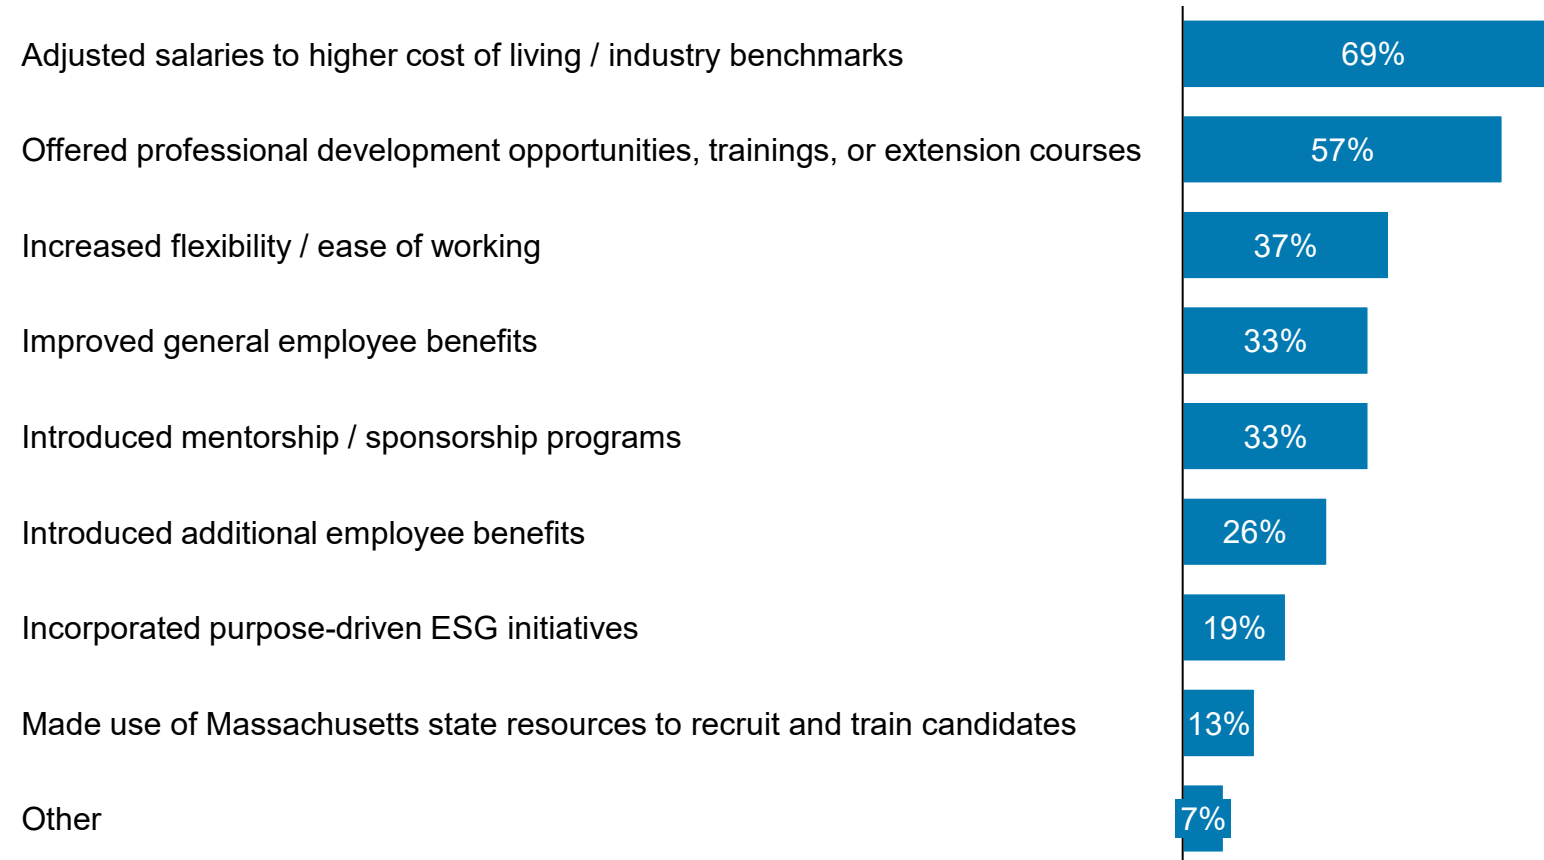 Adjusted salaries to higher cost of living / industry benchmarks 69%
Offered professional development opportunities, trainings, or extension courses 57%
Increased flexibility / ease of working 37%
Improved general employee benefits 33%
Introduced mentorship / sponsorship programs 33%
Introduced additional employee benefits 26%
Incorporated purpose-driven ESG initiatives 19%
Made use of Massachusetts state resources to recruit and train candidates 13%
Other 7%